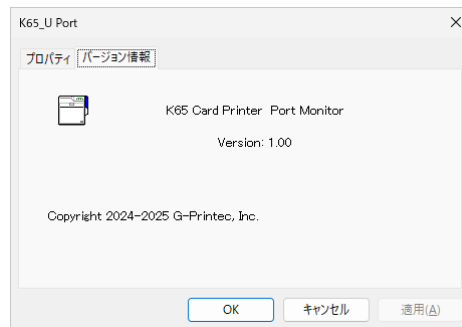 K65_U Port
プロパティ バージョン情報
K65 Card Printer Port Monitor
Version: 1.00
Copyright 2024-2025 G-Printec, Inc.
OK キャンセル 適用(A)